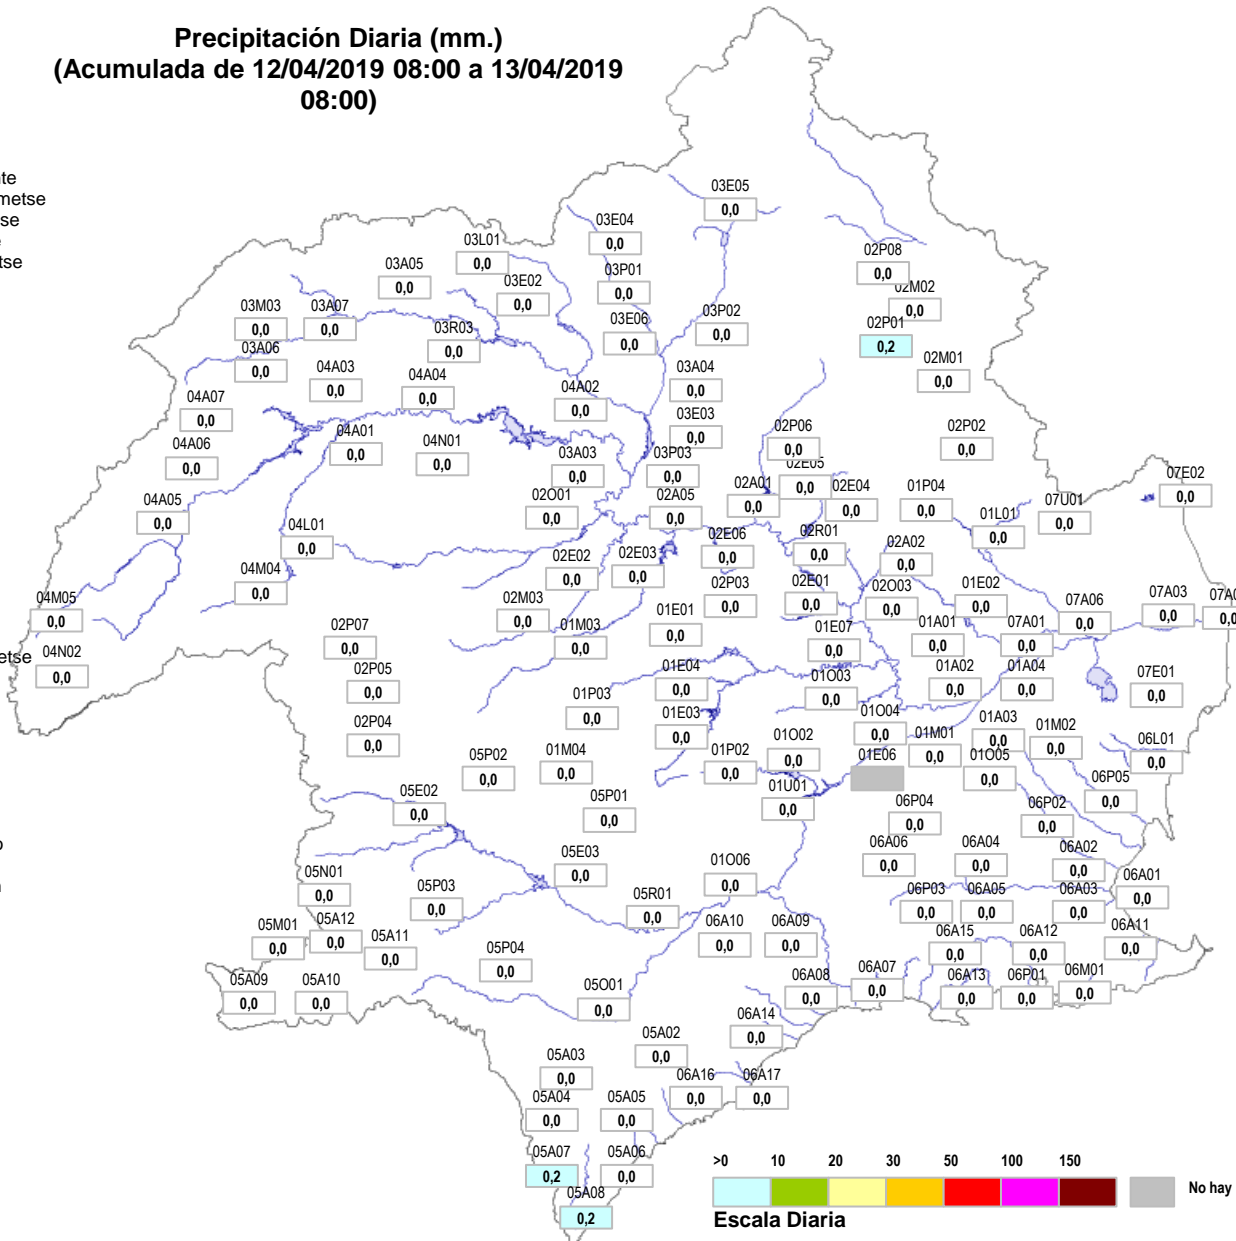 Precipitación Diaria (mm.)
(Acumulada de 12/04/2019 08:00 a 13/04/2019
08:00)
nte
metse
se
e
tse
03E05
0,0
03E04
0,0
03L01
0,0
02P08
0,0
03A05
0,0
03E02
0,0
03P01
0,0
02M02
0,0
03M03
0,0
03A07
0,0
03R03
0,0
03E06
0,0
03P02
0,0
02P01
0,2
03A06
0,0
04A03
0,0
04A04
0,0
03A04
0,0
02M01
0,0
04A07
0,0
04A02
0,0
03E03
0,0
04A06
0,0
04A01
0,0
04N01
0,0
02P06
0,0
02P02
0,0
03A03
0,0
03P03
0,0
02E05
0,0
07E02
0,0
04A05
0,0
02O01
0,0
02A05
0,0
02A01
0,0
02E04
0,0
01P04
0,0
07U01
0,0
04L01
0,0
01L01
0,0
02E06
0,0
02R01
0,0
02A02
0,0
04M04
0,0
02E02
0,0
02E03
0,0
04M05
0,0
02M03
0,0
02P03
0,0
02E01
0,0
02O03
0,0
01E02
0,0
07A06
0,0
07A03
0,0
07A0
0,0
02P07
0,0
01M03
0,0
01E01
0,0
01E07
0,0
01A01
0,0
07A01
0,0
etse
04N02
0,0
02P05
0,0
01E04
0,0
01O03
0,0
01A02
0,0
01A04
0,0
07E01
0,0
01P03
0,0
02P04
0,0
01E03
0,0
01O04
0,0
01A03
0,0
01M02
0,0
05P02
0,0
01M04
0,0
01P02
0,0
01O02
0,0
01E06
01M01
0,0
01O05
0,0
06L01
0,0
05E02
0,0
05P01
0,0
01U01
0,0
06P04
0,0
06P02
0,0
06P05
0,0
o
05E03
0,0
06A06
0,0
06A04
0,0
06A02
0,0
n
05N01
0,0
05P03
0,0
01O06
0,0
06P03
0,0
06A05
0,0
06A03
0,0
06A01
0,0
05R01
0,0
05M01
0,0
05A12
0,0
05A11
0,0
06A10
0,0
06A09
0,0
06A15
0,0
06A12
0,0
06A11
0,0
05P04
0,0
05A09
0,0
05A10
0,0
05O01
0,0
06A08
0,0
06A07
0,0
06A13
0,0
06P01
0,0
06M01
0,0
06A14
0,0
05A02
0,0
05A03
0,0
06A16
0,0
06A17
0,0
05A04
0,0
05A05
0,0
05A07
0,2
05A06
0,0
05A08
0,2
>0 10 20 30 50 100 150
No hay
Escala Diaria